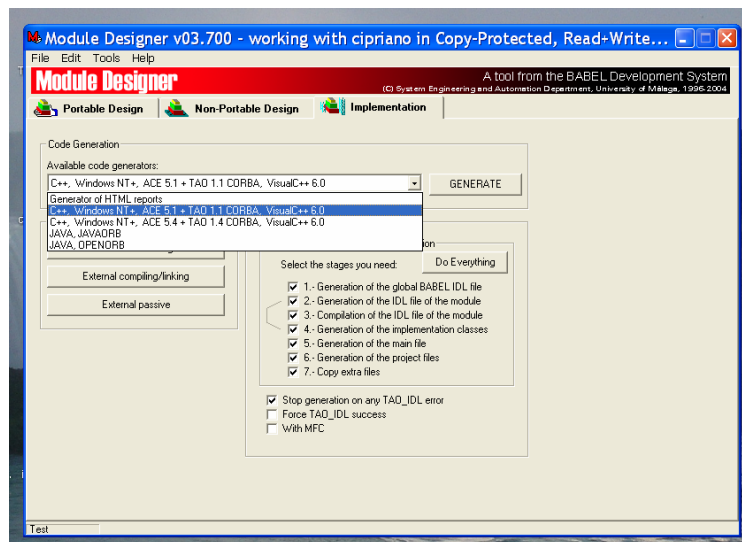 Module Designer v03.700 - working with cipriano in Copy-Protected, Read+Write...
File Edit Tools Help
Module Designer
A tool from the BABEL Development System
(C) System Engineering and Automation Department, University of Málaga, 1996-2004
Portable Design Non-Portable Design Implementation
Code Generation
Available code generators:
C++, Windows NT+, ACE 5.1 + TAO 1.1 CORBA, VisualC++ 6.0 GENERATE
Generator of HTML reports
C++, Windows NT+, ACE 5.1 + TAO 1.1 CORBA, VisualC++ 6.0
C++, Windows NT+, ACE 5.4 + TAO 1.4 CORBA, VisualC++ 6.0
JAVA, JAVAORB
JAVA, OPENORB
External compiling/linking
External passive
Select the stages you need: Do Everything
1.- Generation of the global BABEL IDL file
2.- Generation of the IDL file of the module
3.- Compilation of the IDL file of the module
4.- Generation of the implementation classes
5.- Generation of the main file
6.- Generation of the project files
7.- Copy extra files
Stop generation on any TAO_IDL error
Force TAO_IDL success
With MFC
Test